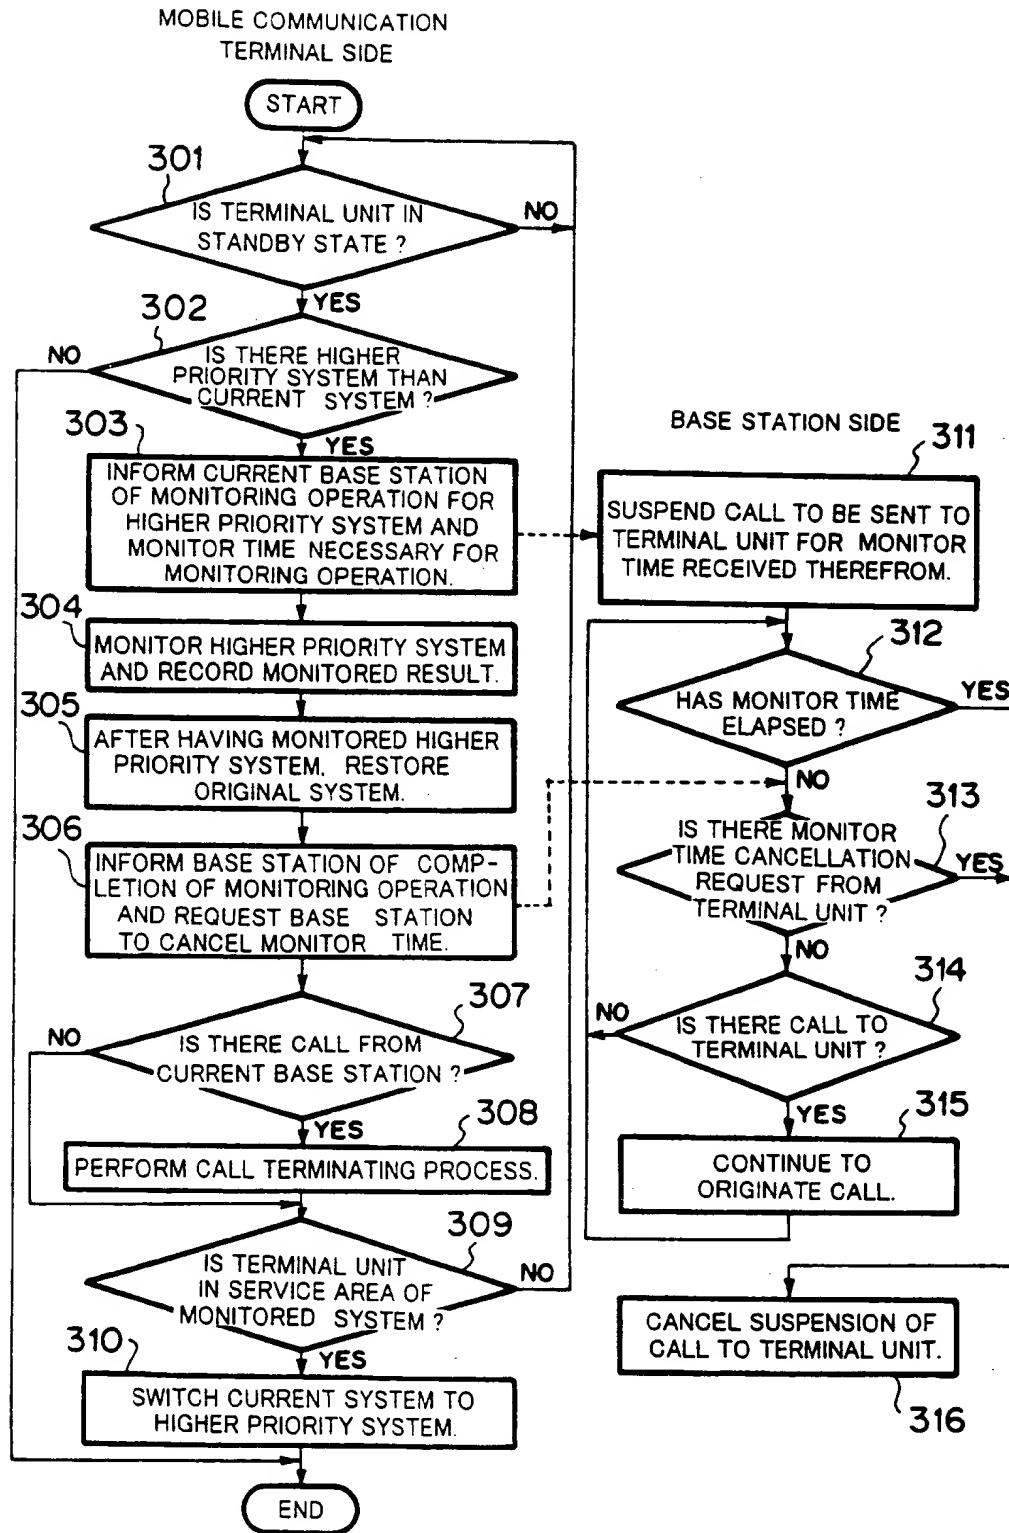 MOBILE COMMUNICATION
TERMINAL SIDE
START
301
IS TERMINAL UNIT IN
STANDBY STATE ?
NO
YES
302
NO
IS THERE HIGHER
PRIORITY SYSTEM THAN
CURRENT SYSTEM ?
303
YES
INFORM CURRENT BASE STATION
OF MONITORING OPERATION FOR
HIGHER PRIORITY SYSTEM AND
MONITOR TIME NECESSARY FOR
MONITORING OPERATION.
304
MONITOR HIGHER PRIORITY SYSTEM
AND RECORD MONITORED RESULT.
305
AFTER HAVING MONITORED HIGHER
PRIORITY SYSTEM, RESTORE
ORIGINAL SYSTEM.
306
INFORM BASE STATION OF COMP-
LETION OF MONITORING OPERATION
AND REQUEST BASE STATION
TO CANCEL MONITOR TIME.
307
NO
IS THERE CALL FROM
CURRENT BASE STATION ?
YES
308
PERFORM CALL TERMINATING PROCESS.
309
IS TERMINAL UNIT
IN SERVICE AREA OF
MONITORED SYSTEM ?
NO
310
YES
SWITCH CURRENT SYSTEM TO
HIGHER PRIORITY SYSTEM.
END
BASE STATION SIDE
311
SUSPEND CALL TO BE SENT TO
TERMINAL UNIT FOR MONITOR
TIME RECEIVED THEREFROM.
312
HAS MONITOR TIME
ELAPSED ?
YES
NO
313
IS THERE MONITOR
TIME CANCELLATION
REQUEST FROM
TERMINAL UNIT ?
YES
NO
314
NO
IS THERE CALL TO
TERMINAL UNIT ?
YES
315
CONTINUE TO
ORIGINATE CALL.
CANCEL SUSPENSION OF
CALL TO TERMINAL UNIT.
316